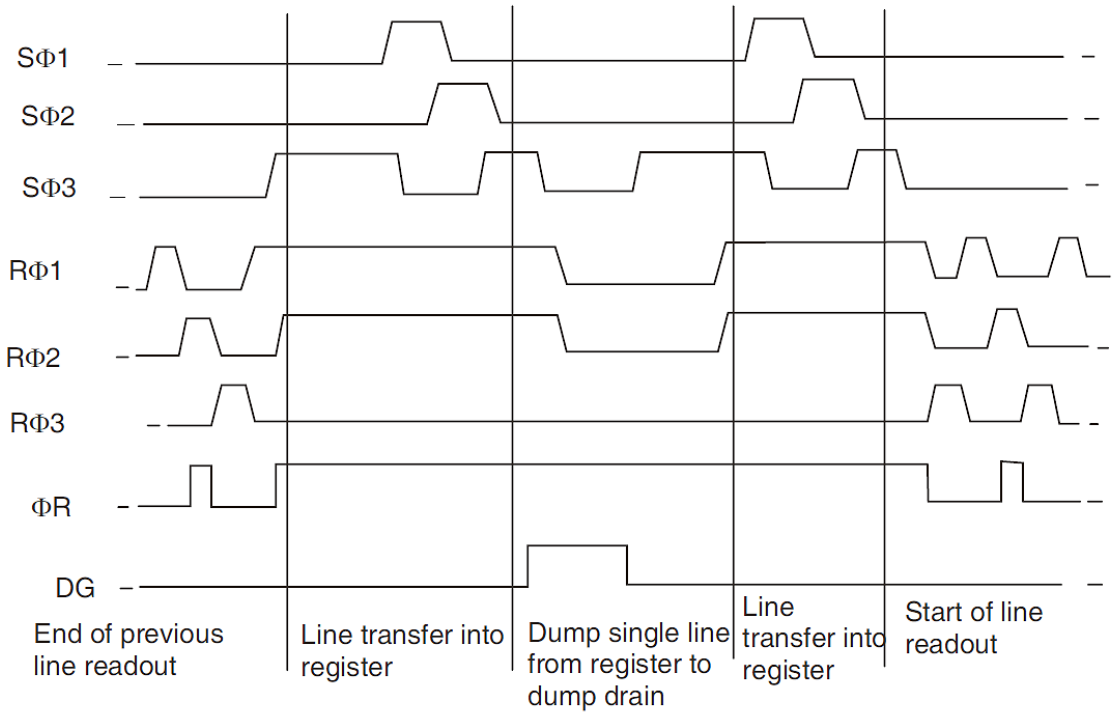 SΦ1
SΦ2
SΦ3
RΦ1
RΦ2
RΦ3
ΦR
DG
End of previous
line readout
Line transfer into
register
Dump single line
from register to
dump drain
Line
transfer into
register
Start of line
readout